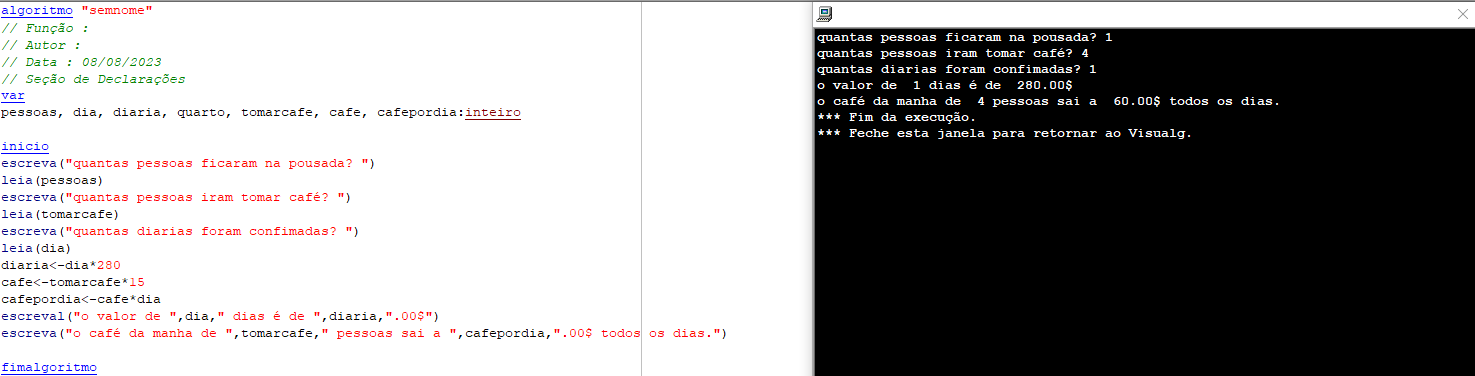 algoritmo "semnome"
// Função :
// Autor :
// Data : 08/08/2023
// Seção de Declarações
var
pessoas, dia, diaria, quarto, tomarcafe, cafe, cafepordia:inteiro
inicio
escreva("quantas pessoas ficaram na pousada? ")
leia(pessoas)
escreva("quantas pessoas iram tomar café? ")
leia(tomarcafe)
escreva("quantas diarias foram confimadas? ")
leia(dia)
diaria<-dia*280
cafe<-tomarcafe*15
cafepordia<-cafe*dia
escreval("o valor de ",dia," dias é de ",diaria,".00$")
escreva("o café da manha de ",tomarcafe," pessoas sai a ",cafepordia,".00$ todos os dias.")
fimalgoritmo
quantas pessoas ficaram na pousada? 1
quantas pessoas iram tomar café? 4
quantas diarias foram confimadas? 1
o valor de  1 dias é de  280.00$
o café da manha de  4 pessoas sai a  60.00$ todos os dias.
*** Fim da execução.
*** Feche esta janela para retornar ao Visualg.